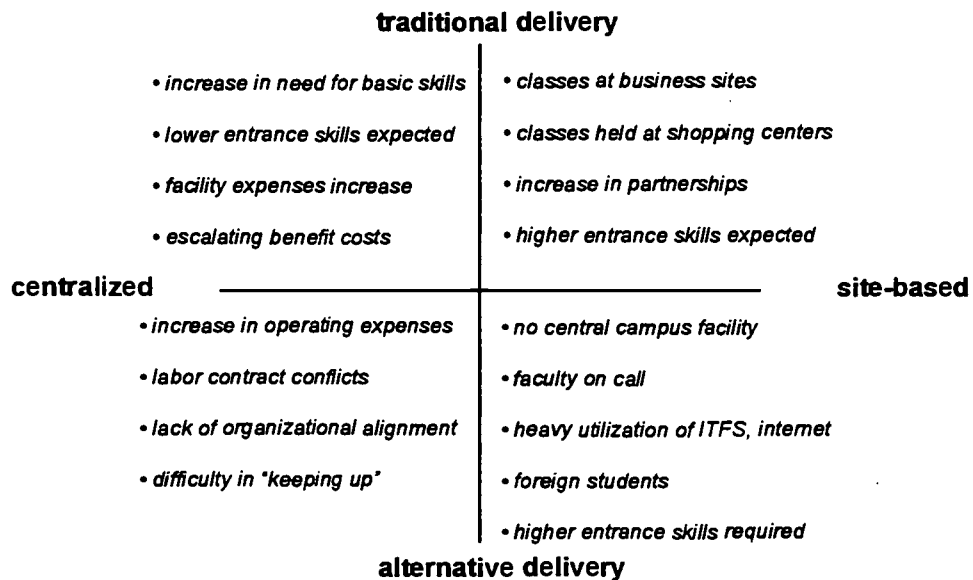 traditional delivery
• increase in need for basic skills
• lower entrance skills expected
• facility expenses increase
• escalating benefit costs
• classes at business sites
• classes held at shopping centers
• increase in partnerships
• higher entrance skills expected
centralized
site-based
• increase in operating expenses
• labor contract conflicts
• lack of organizational alignment
• difficulty in "keeping up"
• no central campus facility
• faculty on call
• heavy utilization of ITFS, internet
• foreign students
• higher entrance skills required
alternative delivery